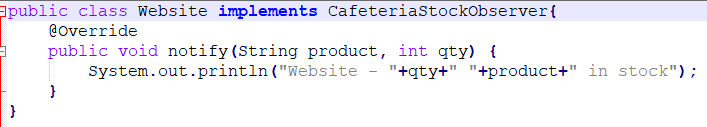 public class Website implements CafeteriaStockObserver{
    @Override
    public void notify(String product, int qty) {
        System.out.println("Website - "+qty+" "+product+" in stock");
    }
}